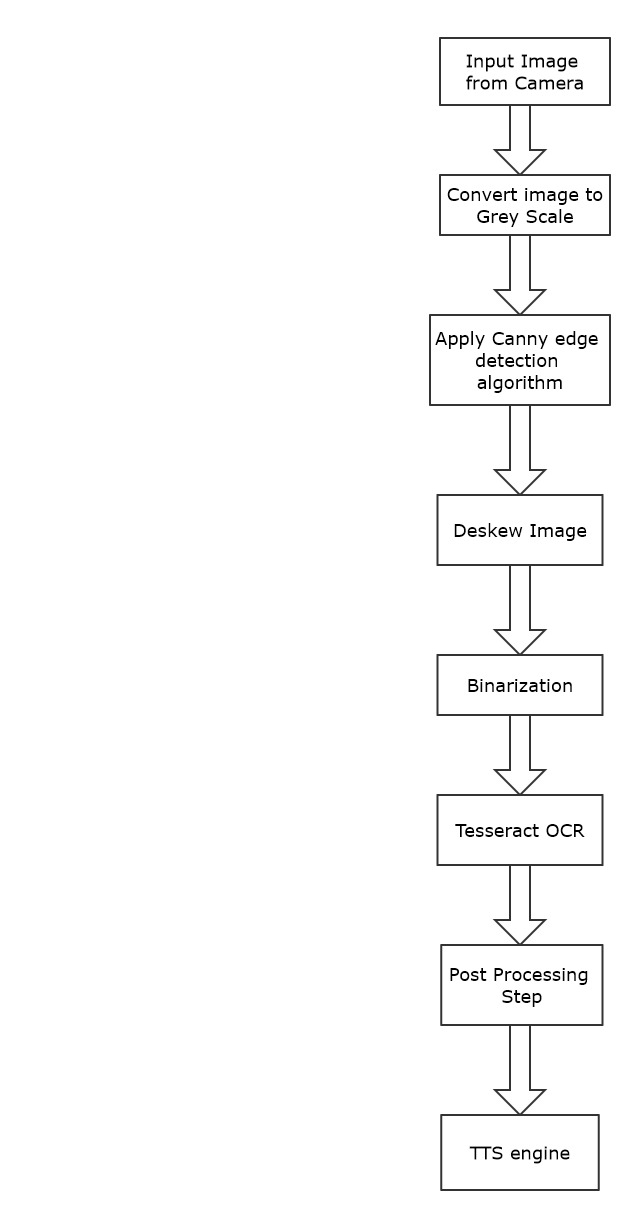 Input Image
from Camera
Convert image to
Grey Scale
Apply Canny edge
detection
algorithm
Deskew Image
Binarization
Tesseract OCR
Post Processing
Step
TTS engine